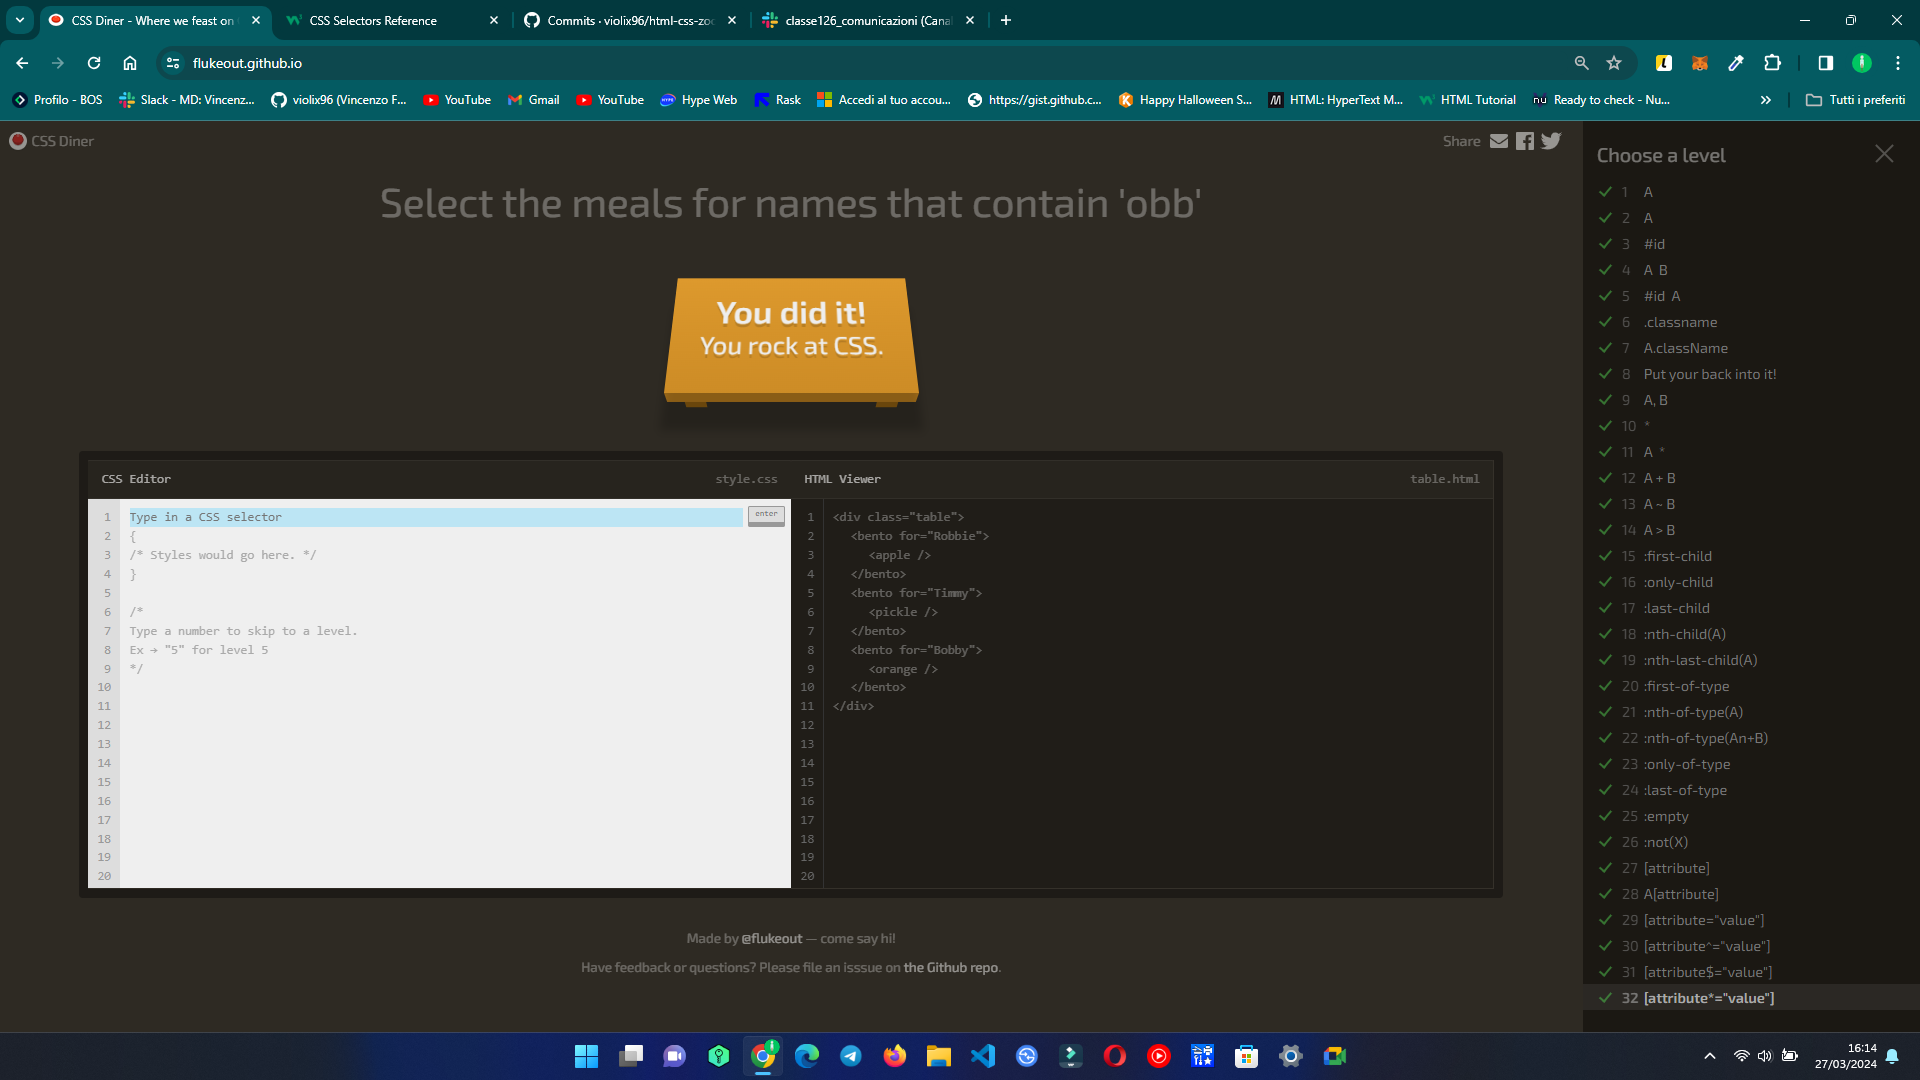 CSS Diner - Where we feast on
CSS Selectors Reference
Commits · violix96/html-css-zoo
classe126_comunicazioni (Cana
flukeout.github.io
Profilo - BOS
Slack - MD: Vincenz...
violix96 (Vincenzo F...
YouTube
Gmail
YouTube
Hype Web
Rask
Accedi al tuo accou...
https://gist.github.c...
Happy Halloween S...
HTML: HyperText M...
HTML Tutorial
Ready to check - Nu...
Tutti i preferiti
CSS Diner
Share
Select the meals for names that contain 'obb'
You did it!
You rock at CSS.
CSS Editor
style.css
1 Type in a CSS selector
enter
2 {
3 /* Styles would go here. */
4 }
5
6 /*
7 Type a number to skip to a level.
8 Ex → "5" for level 5
9 */
10
11
12
13
14
15
16
17
18
19
20
HTML Viewer
table.html
1 <div class="table">
2 <bento for="Robbie">
3 <apple />
4 </bento>
5 <bento for="Timmy">
6 <pickle />
7 </bento>
8 <bento for="Bobby">
9 <orange />
10 </bento>
11 </div>
12
13
14
15
16
17
18
19
20
Made by @flukeout — come say hi!
Have feedback or questions? Please file an isssue on the Github repo.
Choose a level
1 A
2 A
3 #id
4 A B
5 #id A
6 .classname
7 A.className
8 Put your back into it!
9 A, B
10 *
11 A *
12 A + B
13 A ~ B
14 A > B
15 :first-child
16 :only-child
17 :last-child
18 :nth-child(A)
19 :nth-last-child(A)
20 :first-of-type
21 :nth-of-type(A)
22 :nth-of-type(An+B)
23 :only-of-type
24 :last-of-type
25 :empty
26 :not(X)
27 [attribute]
28 A[attribute]
29 [attribute="value"]
30 [attribute^="value"]
31 [attribute$="value"]
32 [attribute*="value"]
16:14
27/03/2024